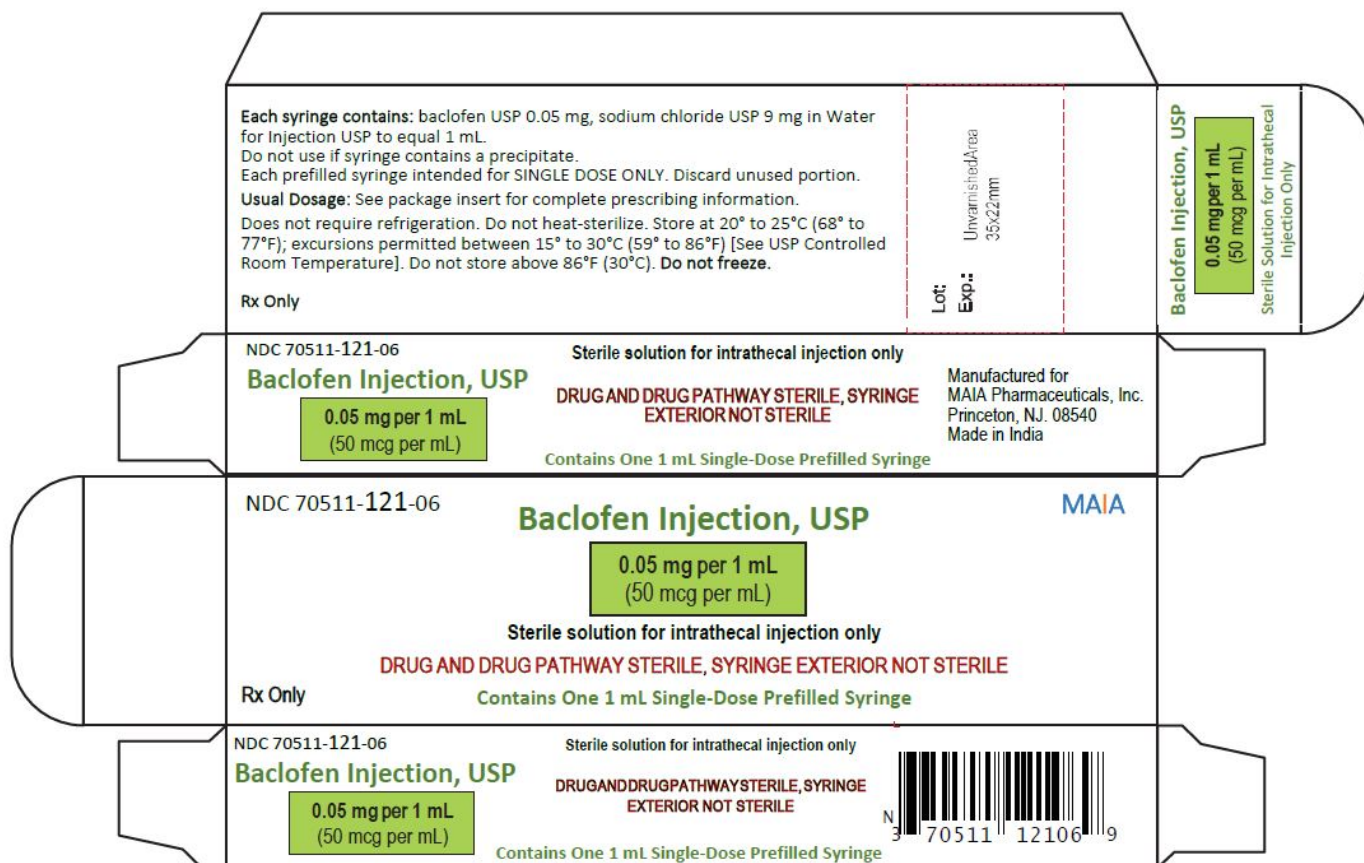 Each syringe contains: baclofen USP 0.05 mg, sodium chloride USP 9 mg in Water
for Injection USP to equal 1 mL.
Do not use if syringe contains a precipitate.
Each prefilled syringe intended for SINGLE DOSE ONLY. Discard unused portion.
Usual Dosage: See package insert for complete prescribing information.
Does not require refrigeration. Do not heat-sterilize. Store at 20° to 25°C (68° to
77°F); excursions permitted between 15° to 30°C (59° to 86°F) [See USP Controlled
Room Temperature]. Do not store above 86°F (30°C). Do not freeze.
Rx Only
Lot:
Exp.:
UnvarnishedArea
35x22mm
Baclofen Injection, USP
0.05 mgper 1 mL
(50 mcg per mL)
Sterile Solution for Intrathecal
Injection Only
NDC 70511-121-06
Baclofen Injection, USP
0.05 mg per 1 mL
(50 mcg per mL)
Sterile solution for intrathecal injection only
DRUG AND DRUG PATHWAY STERILE, SYRINGE
EXTERIOR NOT STERILE
Contains One 1 mL Single-Dose Prefilled Syringe
Manufactured for
MAIA Pharmaceuticals, Inc.
Princeton, NJ. 08540
Made in India
NDC 70511-121-06
Baclofen Injection, USP
MAIA
0.05 mg per 1 mL
(50 mcg per mL)
Sterile solution for intrathecal injection only
DRUG AND DRUG PATHWAY STERILE, SYRINGE EXTERIOR NOT STERILE
Rx Only
Contains One 1 mL Single-Dose Prefilled Syringe
NDC 70511-121-06
Baclofen Injection, USP
0.05 mg per 1 mL
(50 mcg per mL)
Sterile solution for intrathecal injection only
DRUGANDDRUGPATHWAYSTERILE, SYRINGE
EXTERIOR NOT STERILE
Contains One 1 mL Single-Dose Prefilled Syringe
N
3 70511 12106 9